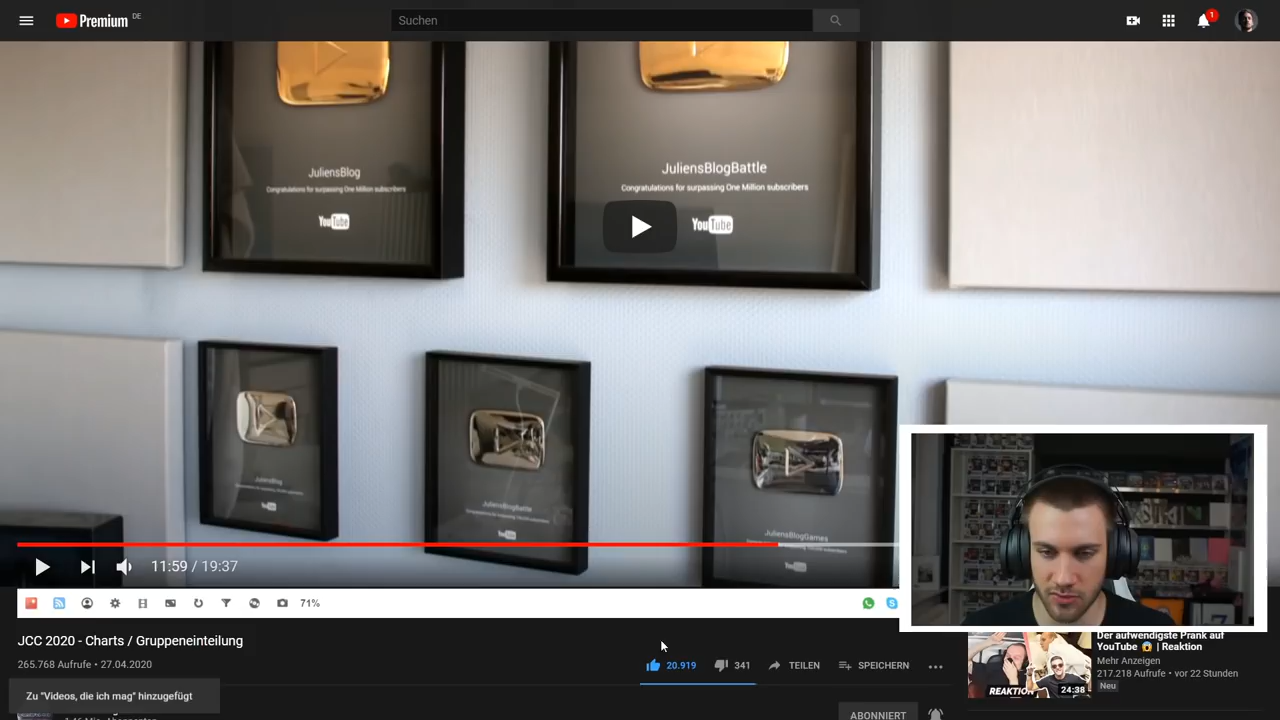 Premium DE
Suchen
1
JuliensBlog
Congratulations for surpassing One Million subscribers
YouTube
JuliensBlogBattle
Congratulations for surpassing One Million subscribers
YouTube
JuliensBlog
JuliensBlogBattle
JuliensBlogGames
11:59 / 19:37
71%
JCC 2020 - Charts / Gruppeneinteilung
265.768 Aufrufe • 27.04.2020
20.919
341
TEILEN
SPEICHERN
Zu "Videos, die ich mag" hinzugefügt
ABONNIERT
REAKTION
24:38
Der aufwendigste Prank auf
YouTube 😱 | Reaktion
Mehr Anzeigen
217.218 Aufrufe • vor 22 Stunden
Neu